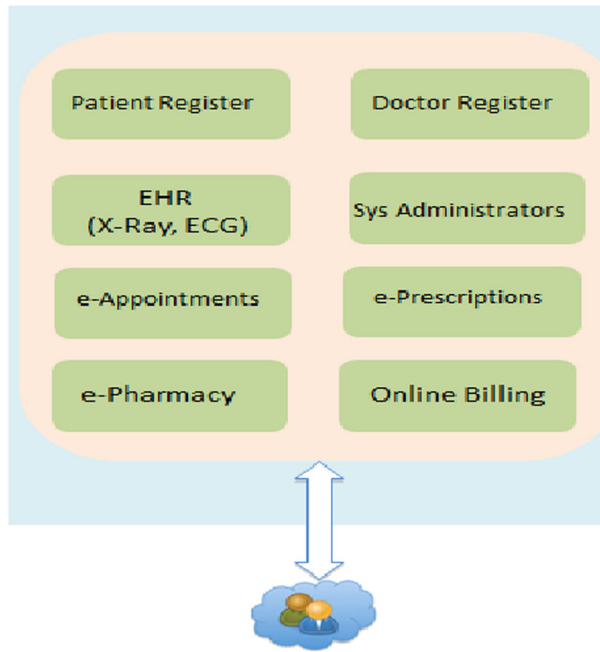 Patient Register
Doctor Register
EHR
(X-Ray, ECG)
Sys Administrators
e-Appointments
e-Prescriptions
e-Pharmacy
Online Billing